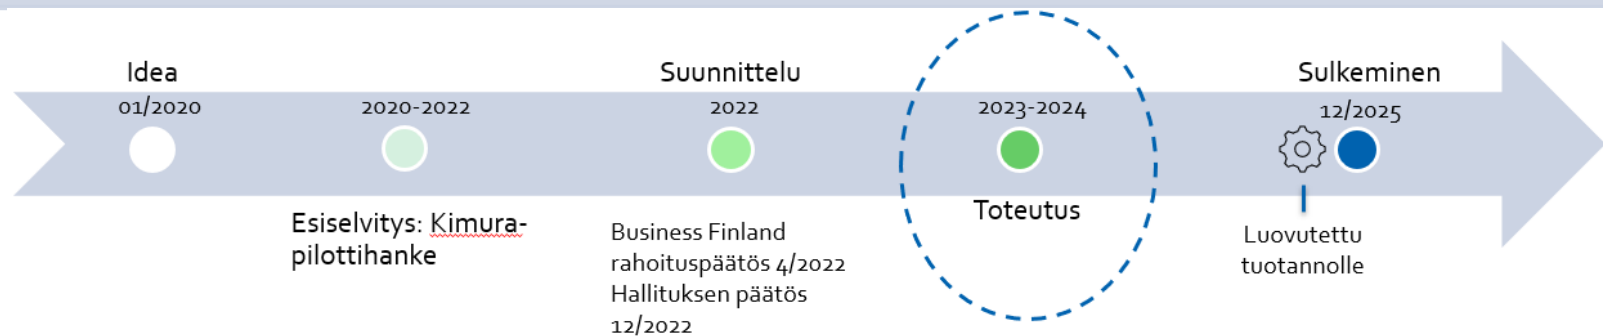 Idea
01/2020
2020-2022
Esiselvitys: Kimura-
pilottihanke
Suunnittelu
2022
Business Finland
rahoituspäätös 4/2022
Hallituksen päätös
12/2022
2023-2024
Toteutus
Sulkeminen
12/2025
Luovutettu
tuotannolle